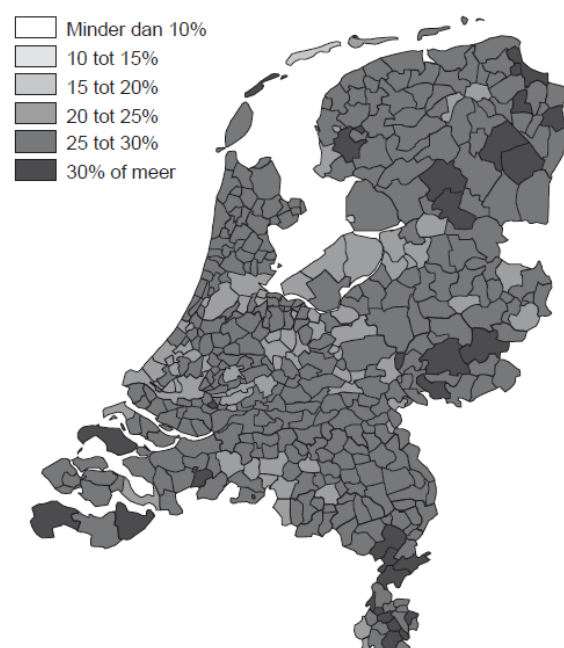 Minder dan 10%
10 tot 15%
15 tot 20%
20 tot 25%
25 tot 30%
30% of meer